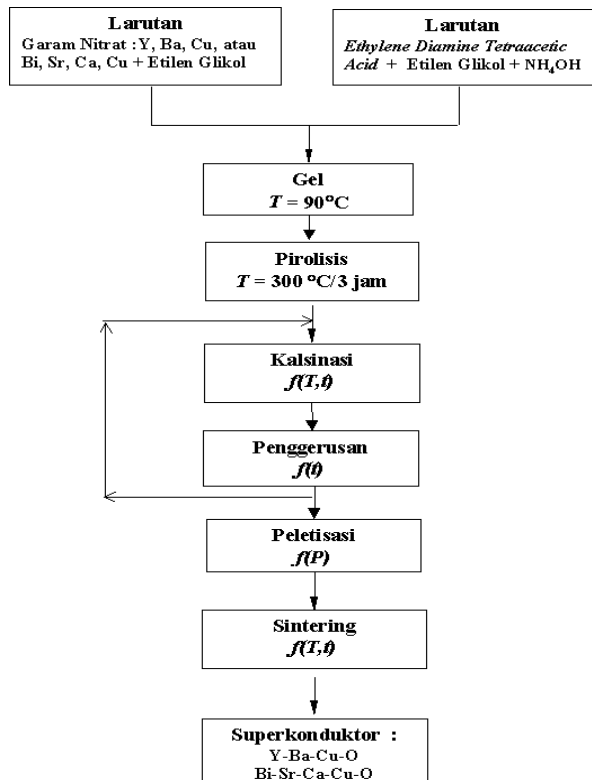 Larutan
Garam Nitrat : Y, Ba, Cu, atau
Bi, Sr, Ca, Cu + Etilen Glikol
Larutan
Ethylene Diamine Tetraacetic
Acid + Etilen Glikol + NH₄OH
Gel
T = 90°C
Pirolisis
T = 300 °C/3 jam
Kalsinasi
f(T,t)
Penggerusan
f(t)
Peletisasi
f(P)
Sintering
f(T,t)
Superkonduktor :
Y-Ba-Cu-O
Bi-Sr-Ca-Cu-O